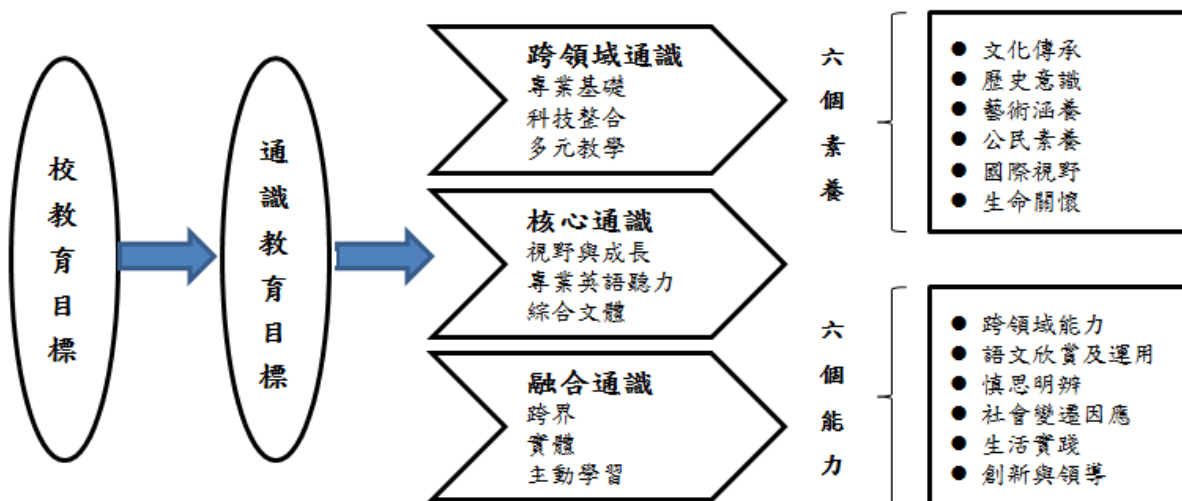 校教育目標
通識教育目標
跨領域通識
專業基礎
科技整合
多元教學
核心通識
視野與成長
專業英語聽力
綜合文體
融合通識
跨界
實體
主動學習
六個素養
● 文化傳承
● 歷史意識
● 藝術涵養
● 公民素養
● 國際視野
● 生命關懷
六個能力
● 跨領域能力
● 語文欣賞及運用
● 慎思明辨
● 社會變遷因應
● 生活實踐
● 創新與領導